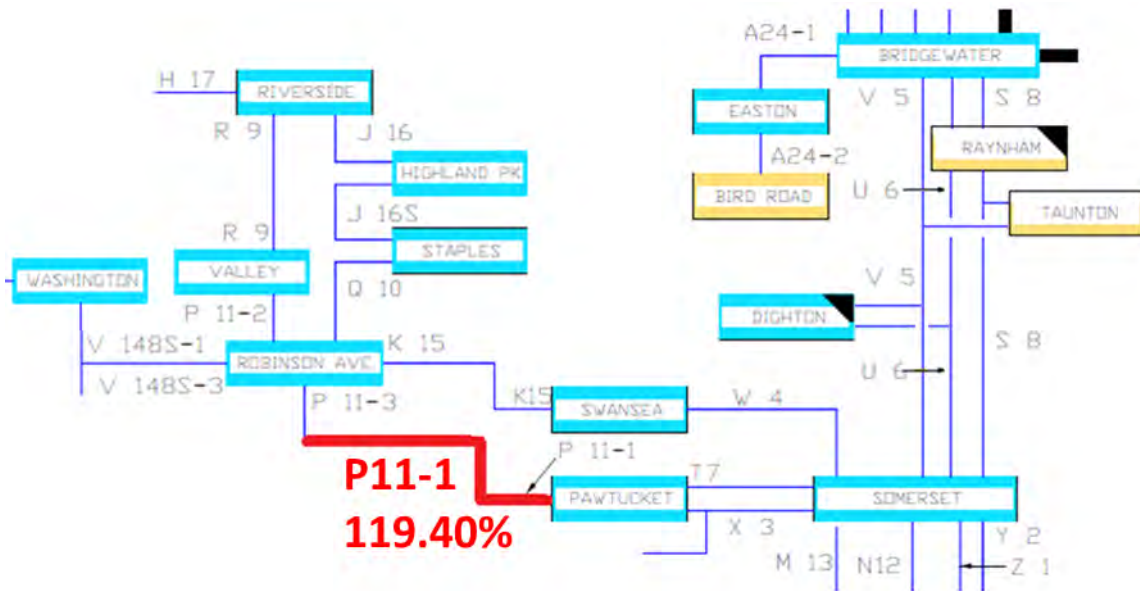 A24-1
BRIDGEWATER
H 17
RIVERSIDE
V 5
S 8
EASTON
R 9
J 16
RAYNHAM
A24-2
HIGHLAND PK
U 6
BIRD ROAD
TAUNTON
J 16S
R 9
STAPLES
VALLEY
WASHINGTON
Q 10
V 5
P 11-2
DIGHTON
V 148S-1
ROBINSON AVE.
K 15
S 8
V 148S-3
U 6
P 11-3
K15
SWANSEA
W 4
P 11-1
P11-1
T7
PAWTUCKET
SOMERSET
119.40%
X 3
Y 2
M 13
N12
Z 1